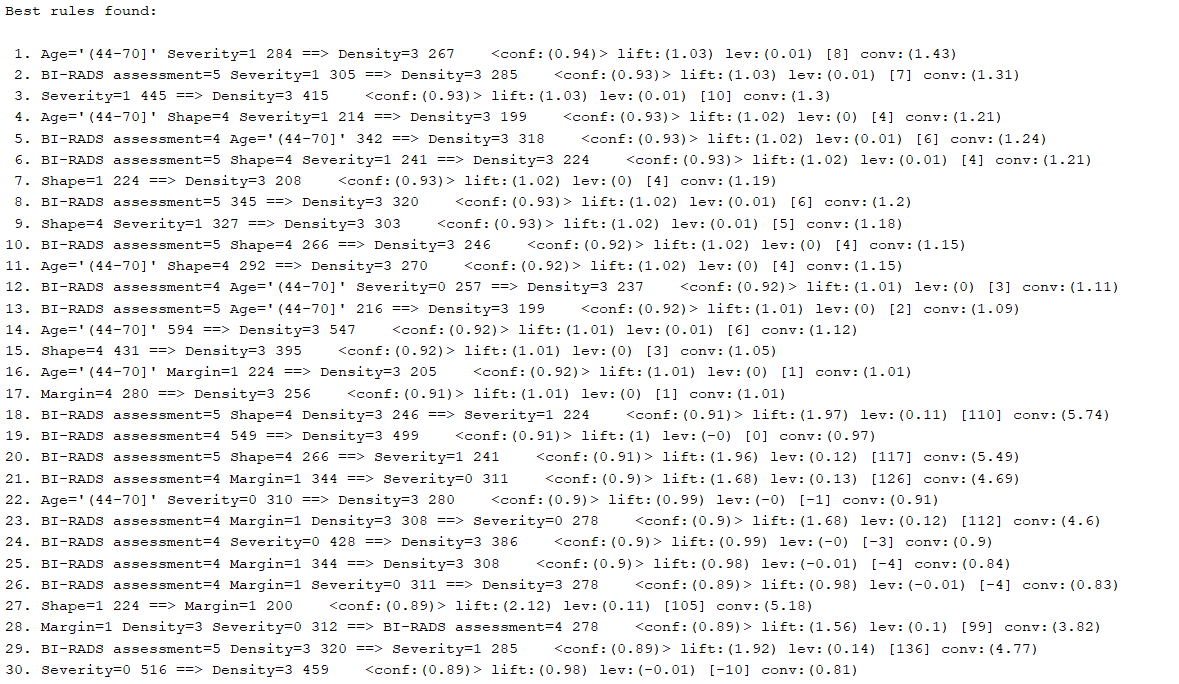 Best rules found:
1. Age='(44-70]' Severity=1 284 ==> Density=3 267 <conf:(0.94)> lift:(1.03) lev:(0.01) [8] conv:(1.43)
2. BI-RADS assessment=5 Severity=1 305 ==> Density=3 285 <conf:(0.93)> lift:(1.03) lev:(0.01) [7] conv:(1.31)
3. Severity=1 445 ==> Density=3 415 <conf:(0.93)> lift:(1.03) lev:(0.01) [10] conv:(1.3)
4. Age='(44-70]' Shape=4 Severity=1 214 ==> Density=3 199 <conf:(0.93)> lift:(1.02) lev:(0) [4] conv:(1.21)
5. BI-RADS assessment=4 Age='(44-70]' 342 ==> Density=3 318 <conf:(0.93)> lift:(1.02) lev:(0.01) [6] conv:(1.24)
6. BI-RADS assessment=5 Shape=4 Severity=1 241 ==> Density=3 224 <conf:(0.93)> lift:(1.02) lev:(0.01) [4] conv:(1.21)
7. Shape=1 224 ==> Density=3 208 <conf:(0.93)> lift:(1.02) lev:(0) [4] conv:(1.19)
8. BI-RADS assessment=5 345 ==> Density=3 320 <conf:(0.93)> lift:(1.02) lev:(0.01) [6] conv:(1.2)
9. Shape=4 Severity=1 327 ==> Density=3 303 <conf:(0.93)> lift:(1.02) lev:(0.01) [5] conv:(1.18)
10. BI-RADS assessment=5 Shape=4 266 ==> Density=3 246 <conf:(0.92)> lift:(1.02) lev:(0) [4] conv:(1.15)
11. Age='(44-70]' Shape=4 292 ==> Density=3 270 <conf:(0.92)> lift:(1.02) lev:(0) [4] conv:(1.15)
12. BI-RADS assessment=4 Age='(44-70]' Severity=0 257 ==> Density=3 237 <conf:(0.92)> lift:(1.01) lev:(0) [3] conv:(1.11)
13. BI-RADS assessment=5 Age='(44-70]' 216 ==> Density=3 199 <conf:(0.92)> lift:(1.01) lev:(0) [2] conv:(1.09)
14. Age='(44-70]' 594 ==> Density=3 547 <conf:(0.92)> lift:(1.01) lev:(0.01) [6] conv:(1.12)
15. Shape=4 431 ==> Density=3 395 <conf:(0.92)> lift:(1.01) lev:(0) [3] conv:(1.05)
16. Age='(44-70]' Margin=1 224 ==> Density=3 205 <conf:(0.92)> lift:(1.01) lev:(0) [1] conv:(1.01)
17. Margin=4 280 ==> Density=3 256 <conf:(0.91)> lift:(1.01) lev:(0) [1] conv:(1.01)
18. BI-RADS assessment=5 Shape=4 Density=3 246 ==> Severity=1 224 <conf:(0.91)> lift:(1.97) lev:(0.11) [110] conv:(5.74)
19. BI-RADS assessment=4 549 ==> Density=3 499 <conf:(0.91)> lift:(1) lev:(-0) [0] conv:(0.97)
20. BI-RADS assessment=5 Shape=4 266 ==> Severity=1 241 <conf:(0.91)> lift:(1.96) lev:(0.12) [117] conv:(5.49)
21. BI-RADS assessment=4 Margin=1 344 ==> Severity=0 311 <conf:(0.9)> lift:(1.68) lev:(0.13) [126] conv:(4.69)
22. Age='(44-70]' Severity=0 310 ==> Density=3 280 <conf:(0.9)> lift:(0.99) lev:(-0) [-1] conv:(0.91)
23. BI-RADS assessment=4 Margin=1 Density=3 308 ==> Severity=0 278 <conf:(0.9)> lift:(1.68) lev:(0.12) [112] conv:(4.6)
24. BI-RADS assessment=4 Severity=0 428 ==> Density=3 386 <conf:(0.9)> lift:(0.99) lev:(-0) [-3] conv:(0.9)
25. BI-RADS assessment=4 Margin=1 344 ==> Density=3 308 <conf:(0.9)> lift:(0.98) lev:(-0.01) [-4] conv:(0.84)
26. BI-RADS assessment=4 Margin=1 Severity=0 311 ==> Density=3 278 <conf:(0.89)> lift:(0.98) lev:(-0.01) [-4] conv:(0.83)
27. Shape=1 224 ==> Margin=1 200 <conf:(0.89)> lift:(2.12) lev:(0.11) [105] conv:(5.18)
28. Margin=1 Density=3 Severity=0 312 ==> BI-RADS assessment=4 278 <conf:(0.89)> lift:(1.56) lev:(0.1) [99] conv:(3.82)
29. BI-RADS assessment=5 Density=3 320 ==> Severity=1 285 <conf:(0.89)> lift:(1.92) lev:(0.14) [136] conv:(4.77)
30. Severity=0 516 ==> Density=3 459 <conf:(0.89)> lift:(0.98) lev:(-0.01) [-10] conv:(0.81)